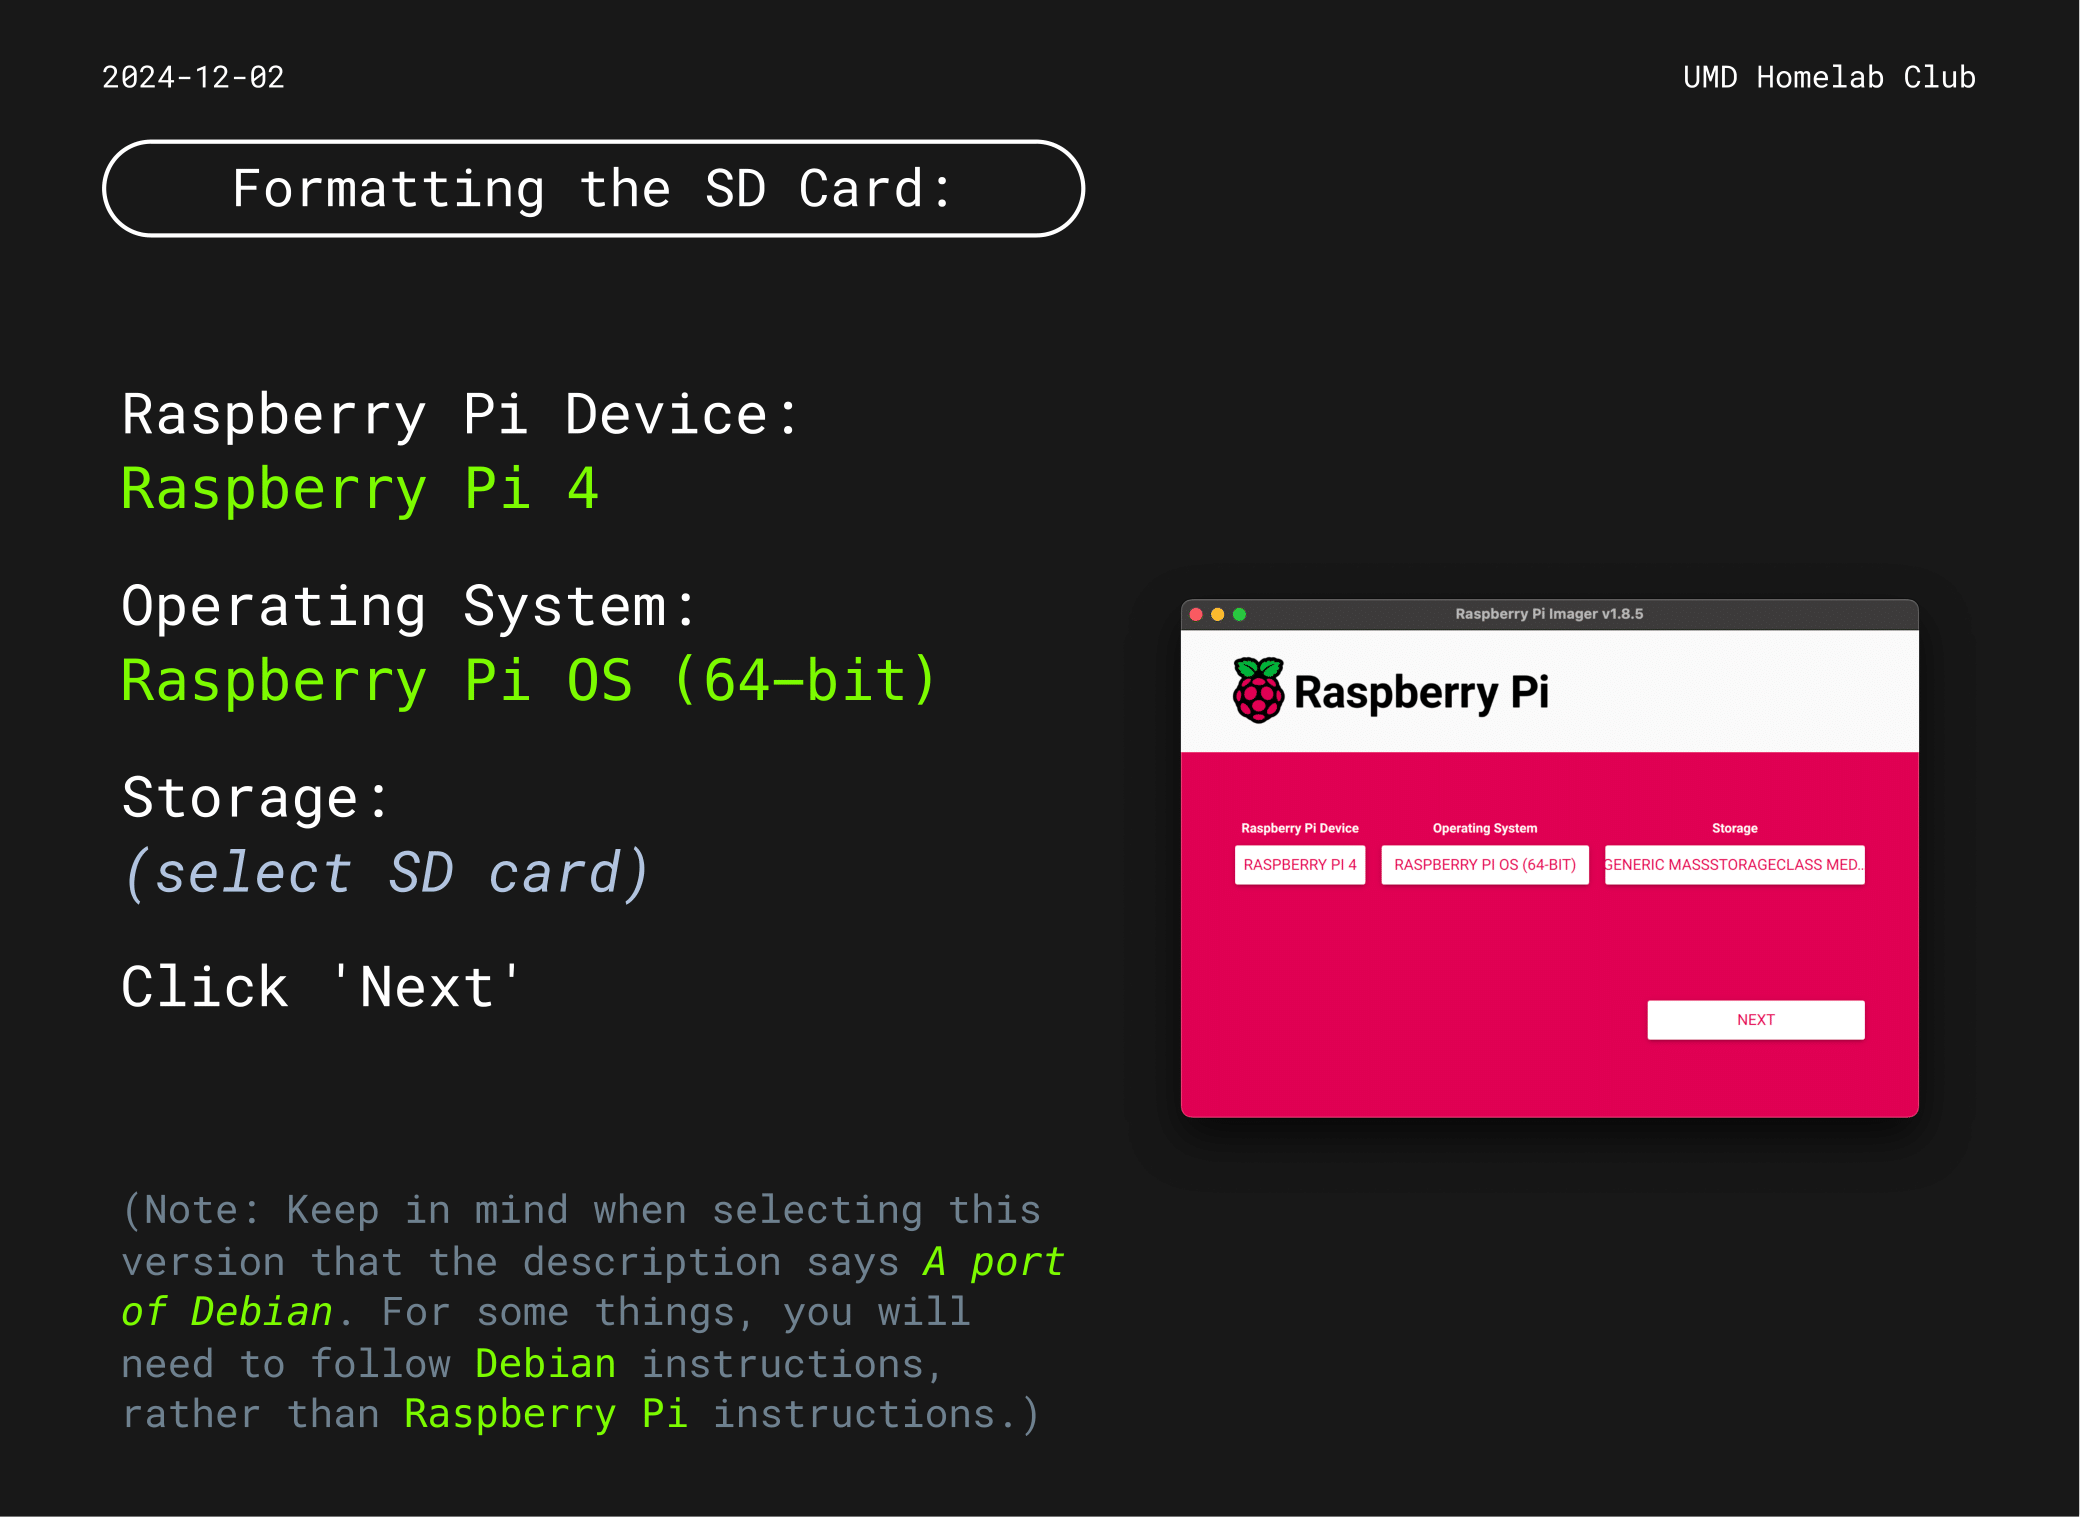 2024-12-02
UMD Homelab Club
Formatting the SD Card:
Raspberry Pi Device:
Raspberry Pi 4
Operating System:
Raspberry Pi OS (64-bit)
Storage:
(select SD card)
Click 'Next'
(Note: Keep in mind when selecting this
version that the description says A port
of Debian. For some things, you will
need to follow Debian instructions,
rather than Raspberry Pi instructions.)
Raspberry Pi Imager v1.8.5
Raspberry Pi
Raspberry Pi Device
Operating System
Storage
RASPBERRY PI 4
RASPBERRY PI OS (64-BIT)
GENERIC MASSSTORAGECLASS MED..
NEXT